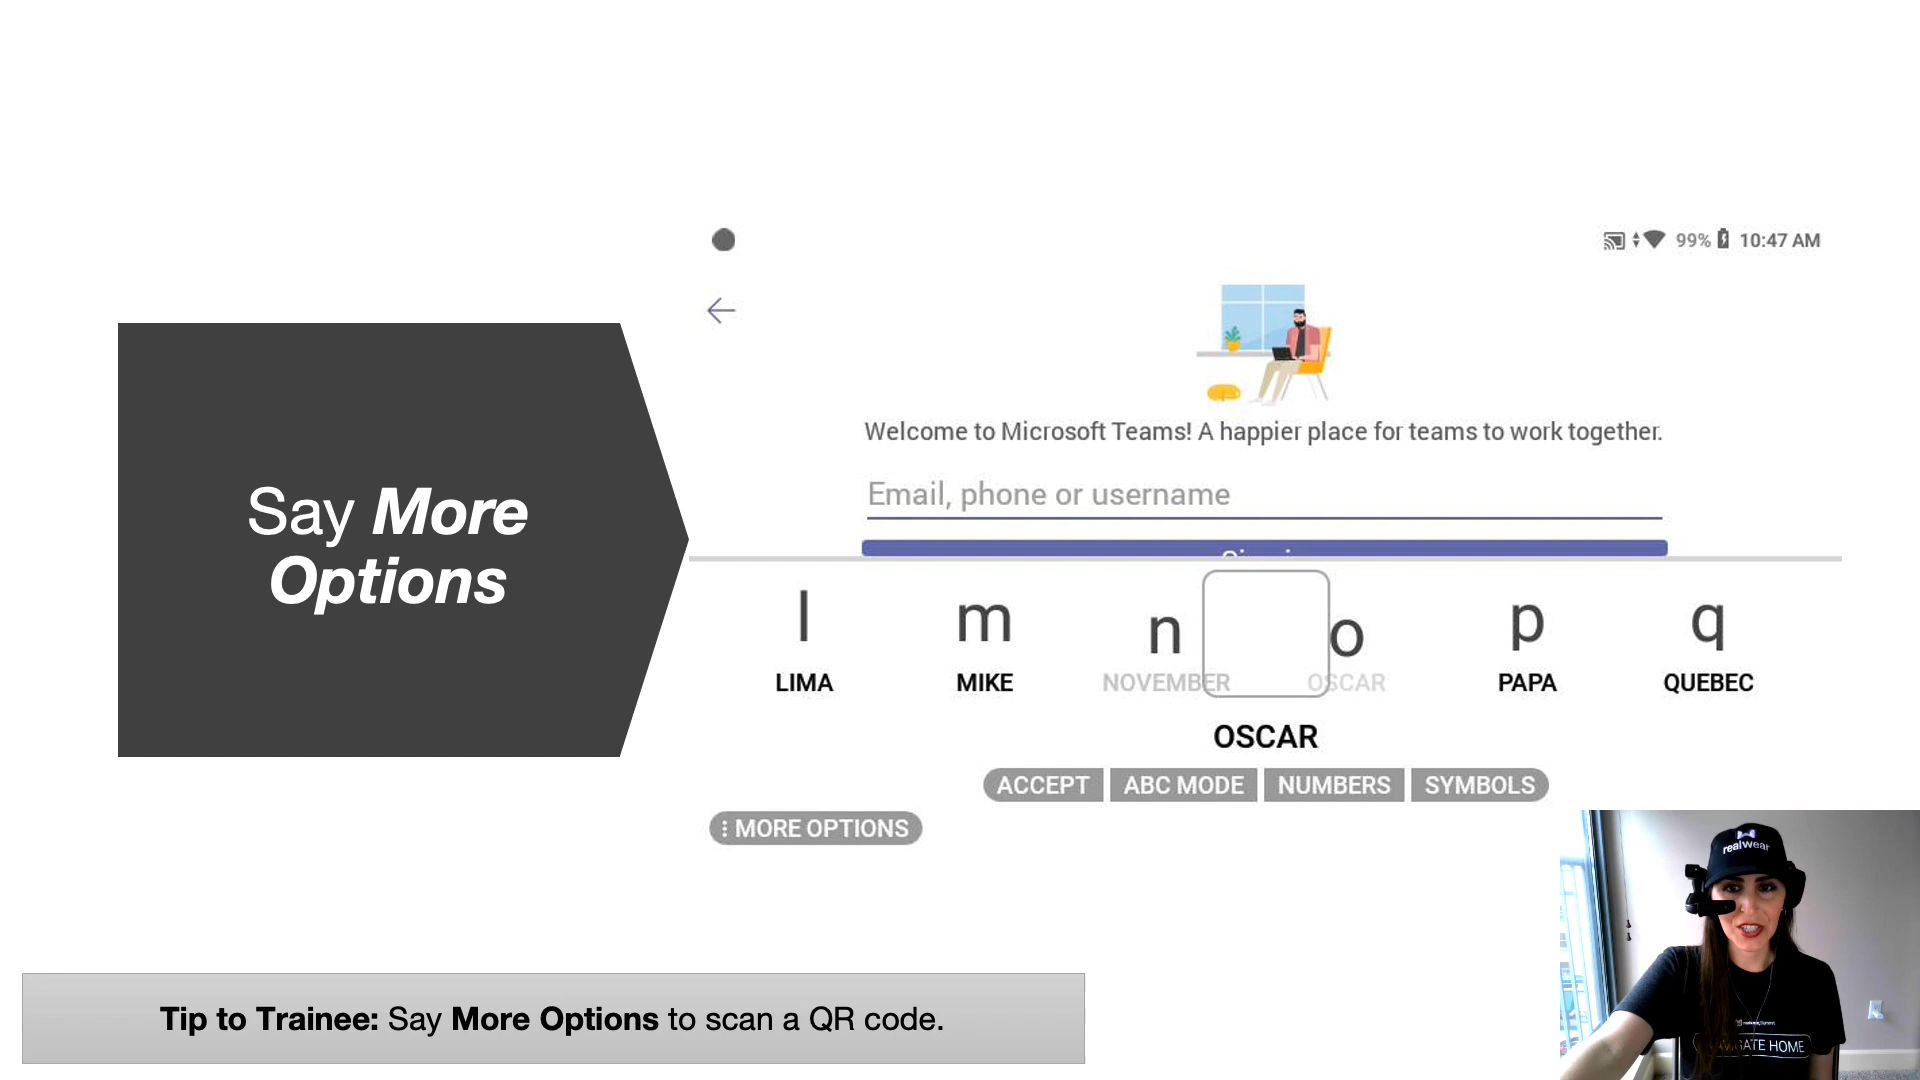 99% 10:47 AM
Say More
Options
Welcome to Microsoft Teams! A happier place for teams to work together.
Email, phone or username
l m n o p q
LIMA MIKE NOVEMBER OSCAR PAPA QUEBEC
OSCAR
ACCEPT ABC MODE NUMBERS SYMBOLS
MORE OPTIONS
realwear
GATE HOME
Tip to Trainee: Say More Options to scan a QR code.